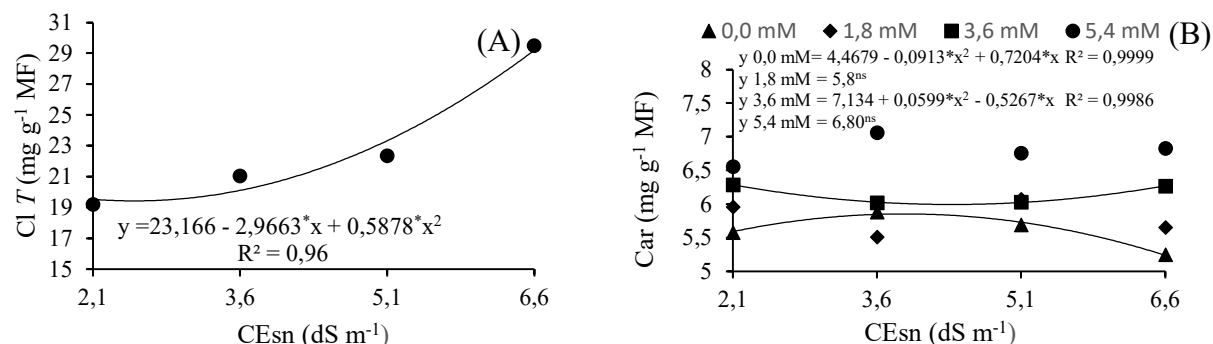 (A)
Cl T (mg g⁻¹ MF)
31
29
27
25
23
21
19
17
15
y =23,166 - 2,9663*x + 0,5878*x²
R² = 0,96
2,1 3,6 5,1 6,6
CEsn (dS m⁻¹)
0,0 mM 1,8 mM 3,6 mM 5,4 mM
(B)
y 0,0 mM= 4,4679 - 0,0913*x² + 0,7204*x R² = 0,9999
y 1,8 mM = 5,8ⁿˢ
y 3,6 mM = 7,134 + 0,0599*x² - 0,5267*x R² = 0,9986
y 5,4 mM = 6,80ⁿˢ
Car (mg g⁻¹ MF)
8
7,5
7
6,5
6
5,5
5
2,1 3,6 5,1 6,6
CEsn (dS m⁻¹)